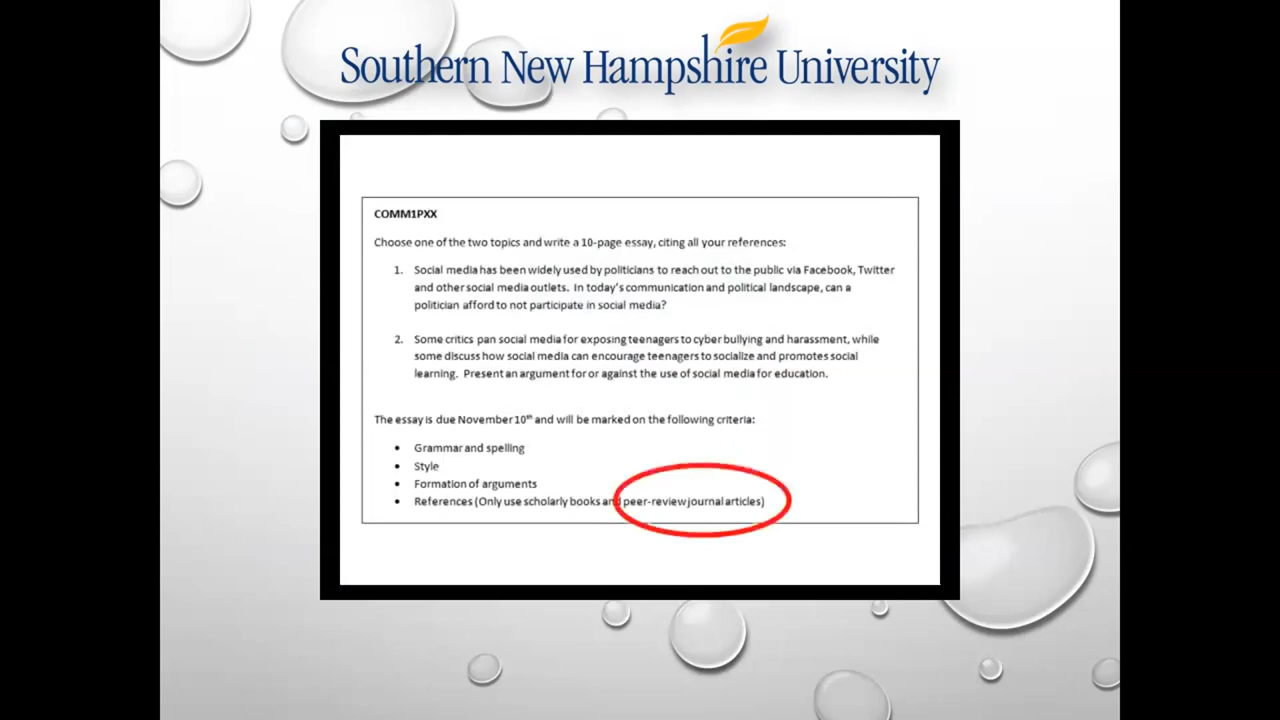 Southern New Hampshire University
COMM1PXX
Choose one of the two topics and write a 10-page essay, citing all your references:
1. Social media has been widely used by politicians to reach out to the public via Facebook, Twitter
and other social media outlets. In today's communication and political landscape, can a
politician afford to not participate in social media?
2. Some critics pan social media for exposing teenagers to cyber bullying and harassment, while
some discuss how social media can encourage teenagers to socialize and promotes social
learning. Present an argument for or against the use of social media for education.
The essay is due November 10th and will be marked on the following criteria:
• Grammar and spelling
• Style
• Formation of arguments
• References (Only use scholarly books and peer-review journal articles)